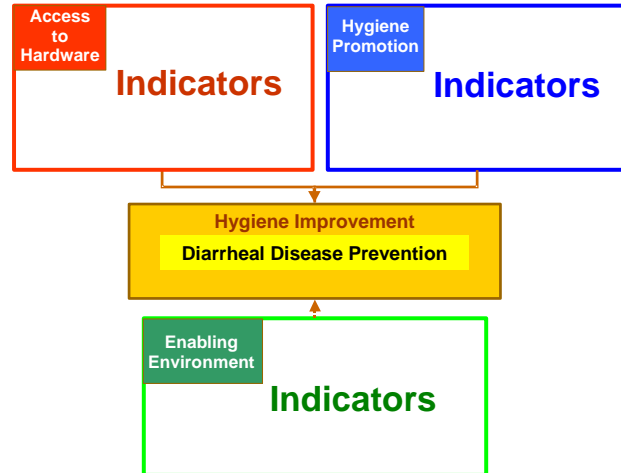 Access
to
Hardware
Indicators
Hygiene
Promotion
Indicators
Hygiene Improvement
Diarrheal Disease Prevention
Enabling
Environment
Indicators